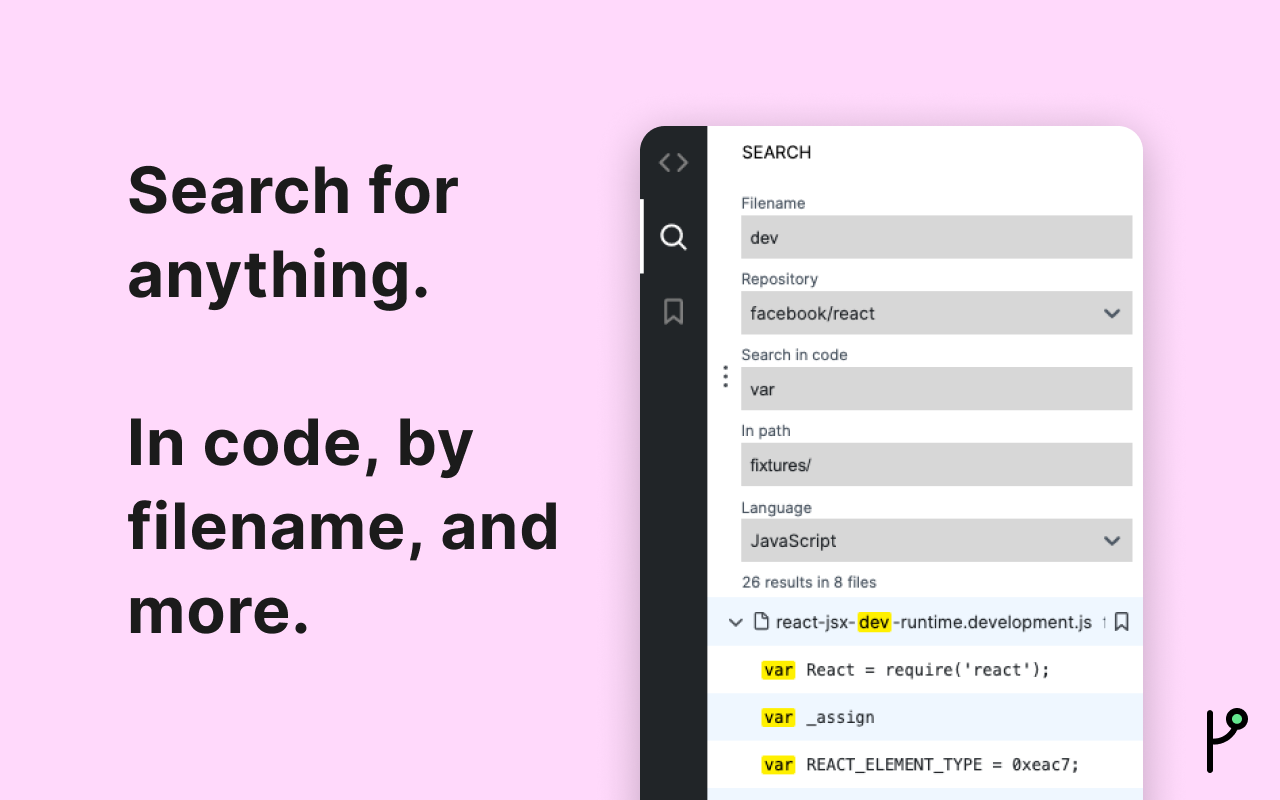 Search for
anything.
In code, by
filename, and
more.
SEARCH
Filename
dev
Repository
facebook/react
Search in code
var
In path
fixtures/
Language
JavaScript
26 results in 8 files
react-jsx-dev-runtime.development.js
var React = require('react');
var _assign
var REACT_ELEMENT_TYPE = 0xeac7;